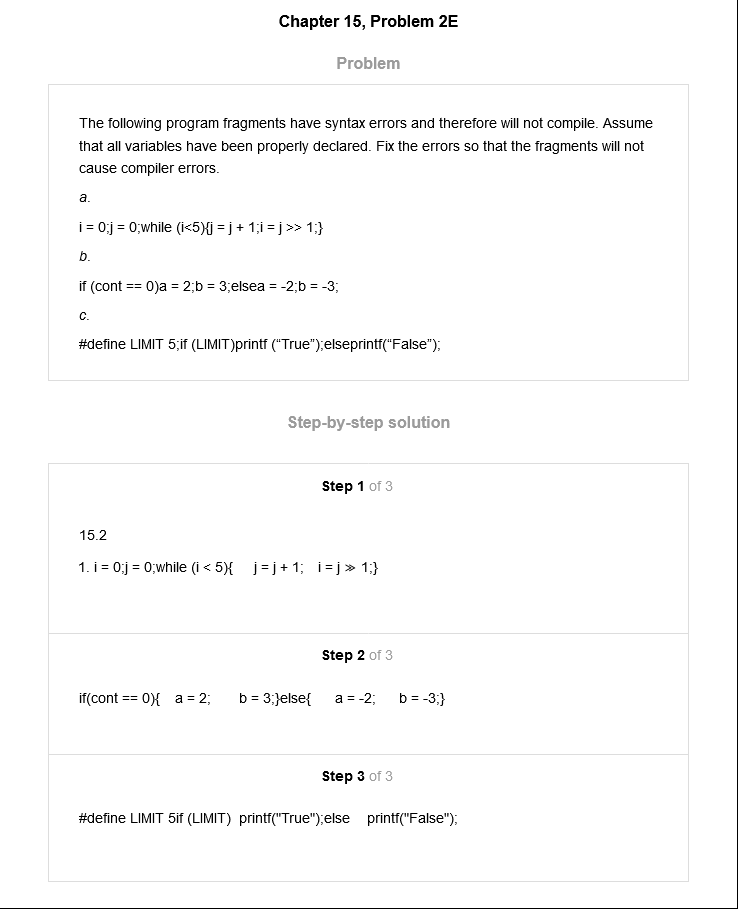 Chapter 15, Problem 2E
Problem
The following program fragments have syntax errors and therefore will not compile. Assume
that all variables have been properly declared. Fix the errors so that the fragments will not
cause compiler errors.
a.
i = 0;j = 0;while (i<5){j = j + 1;i = j >> 1;}
b.
if (cont == 0)a = 2;b = 3;elsea = -2;b = -3;
c.
#define LIMIT 5;if (LIMIT)printf (“True”);elseprintf(“False”);
Step-by-step solution
Step 1 of 3
15.2
1. i = 0;j = 0;while (i < 5){ j = j + 1; i = j ≫ 1;}
Step 2 of 3
if(cont == 0){ a = 2; b = 3;}else{ a = -2; b = -3;}
Step 3 of 3
#define LIMIT 5if (LIMIT) printf("True");else printf("False");